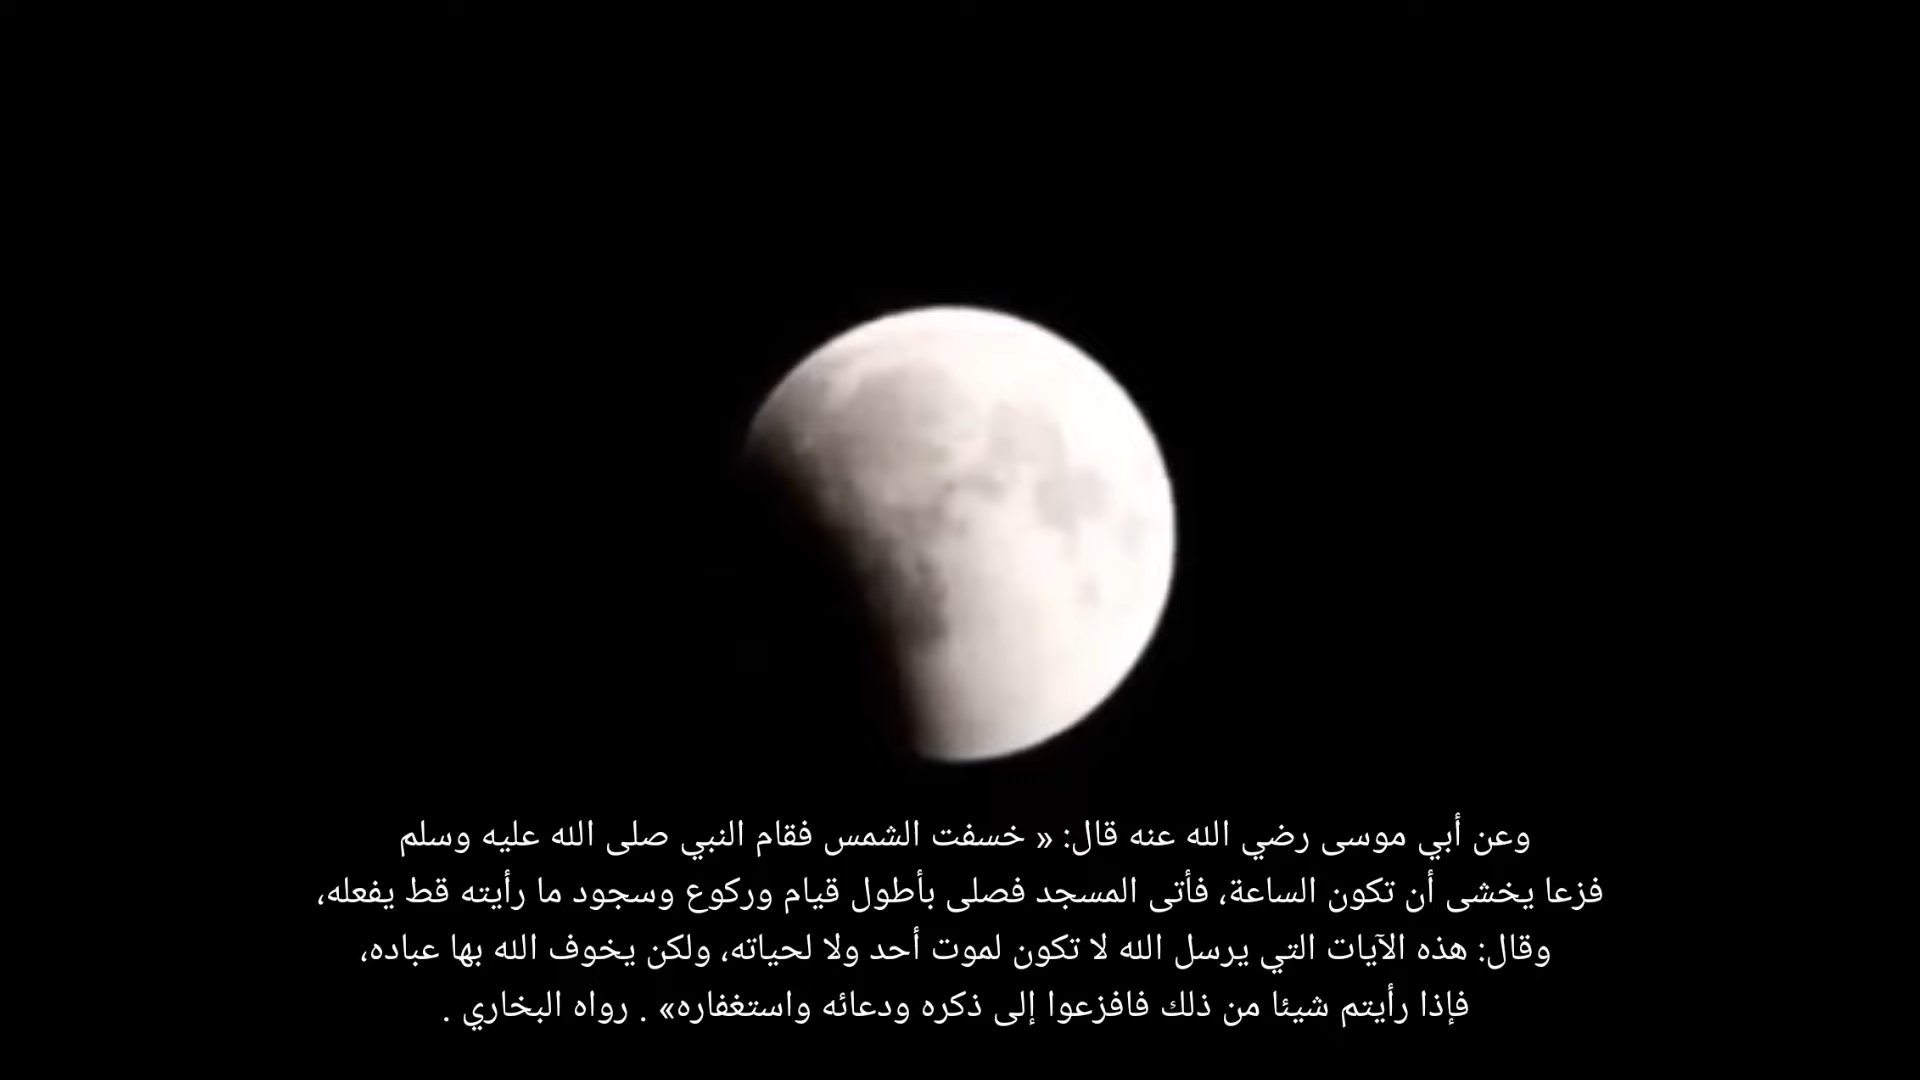 وعن أبي موسى رضي الله عنه قال: « خسفت الشمس فقام النبي صلى الله عليه وسلم
فزعا يخشى أن تكون الساعة، فأتى المسجد فصلى بأطول قيام وركوع وسجود ما رأيته قط يفعله،
وقال: هذه الآيات التي يرسل الله لا تكون لموت أحد ولا لحياته، ولكن يخوف الله بها عباده،
فإذا رأيتم شيئا من ذلك فافزعوا إلى ذكره ودعائه واستغفاره» . رواه البخاري .